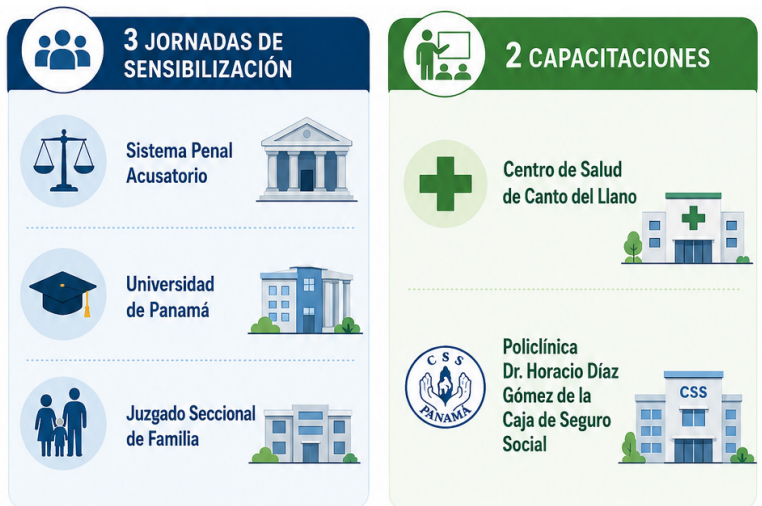 3 JORNADAS DE
SENSIBILIZACIÓN
Sistema Penal
Acusatorio
Universidad
de Panamá
Juzgado Seccional
de Familia
2 CAPACITACIONES
Centro de Salud
de Canto del Llano
CSS
PANAMÁ
Policlínica
Dr. Horacio Díaz
Gómez de la
Caja de Seguro
Social
CSS